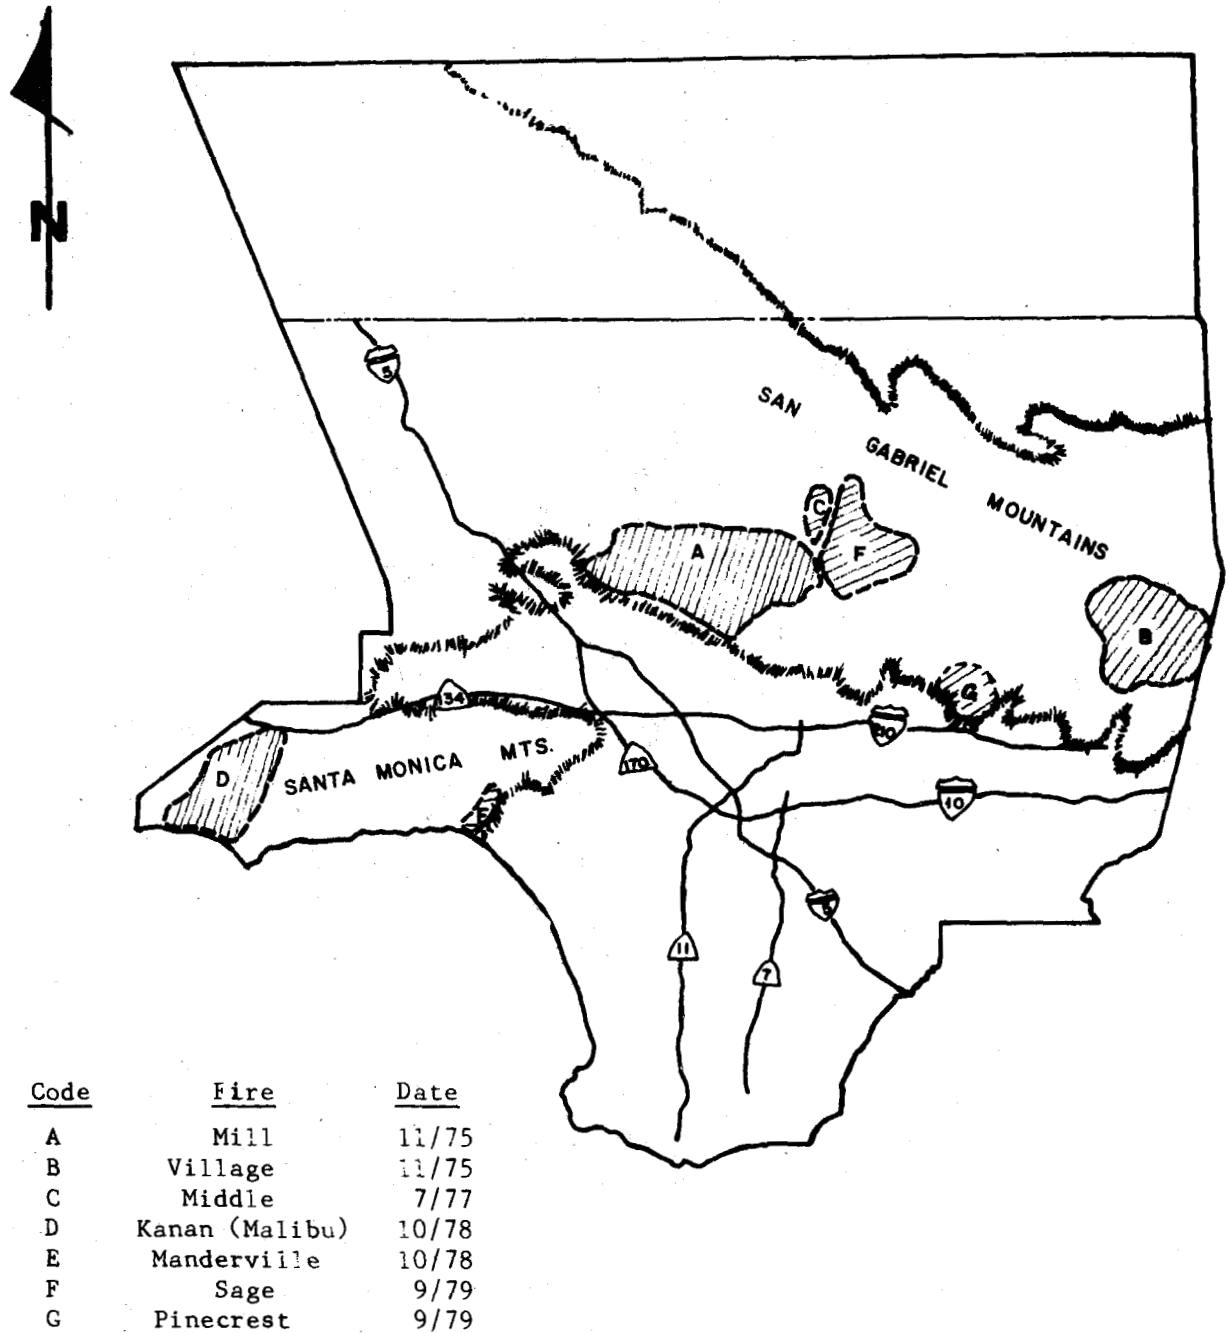 N
5
SAN
GABRIEL
MOUNTAINS
C
A
F
B
G
134
210
D
SANTA MONICA MTS.
170
10
E
5
11
7
Code Fire Date
A Mill 11/75
B Village 11/75
C Middle 7/77
D Kanan (Malibu) 10/78
E Manderville 10/78
F Sage 9/79
G Pinecrest 9/79